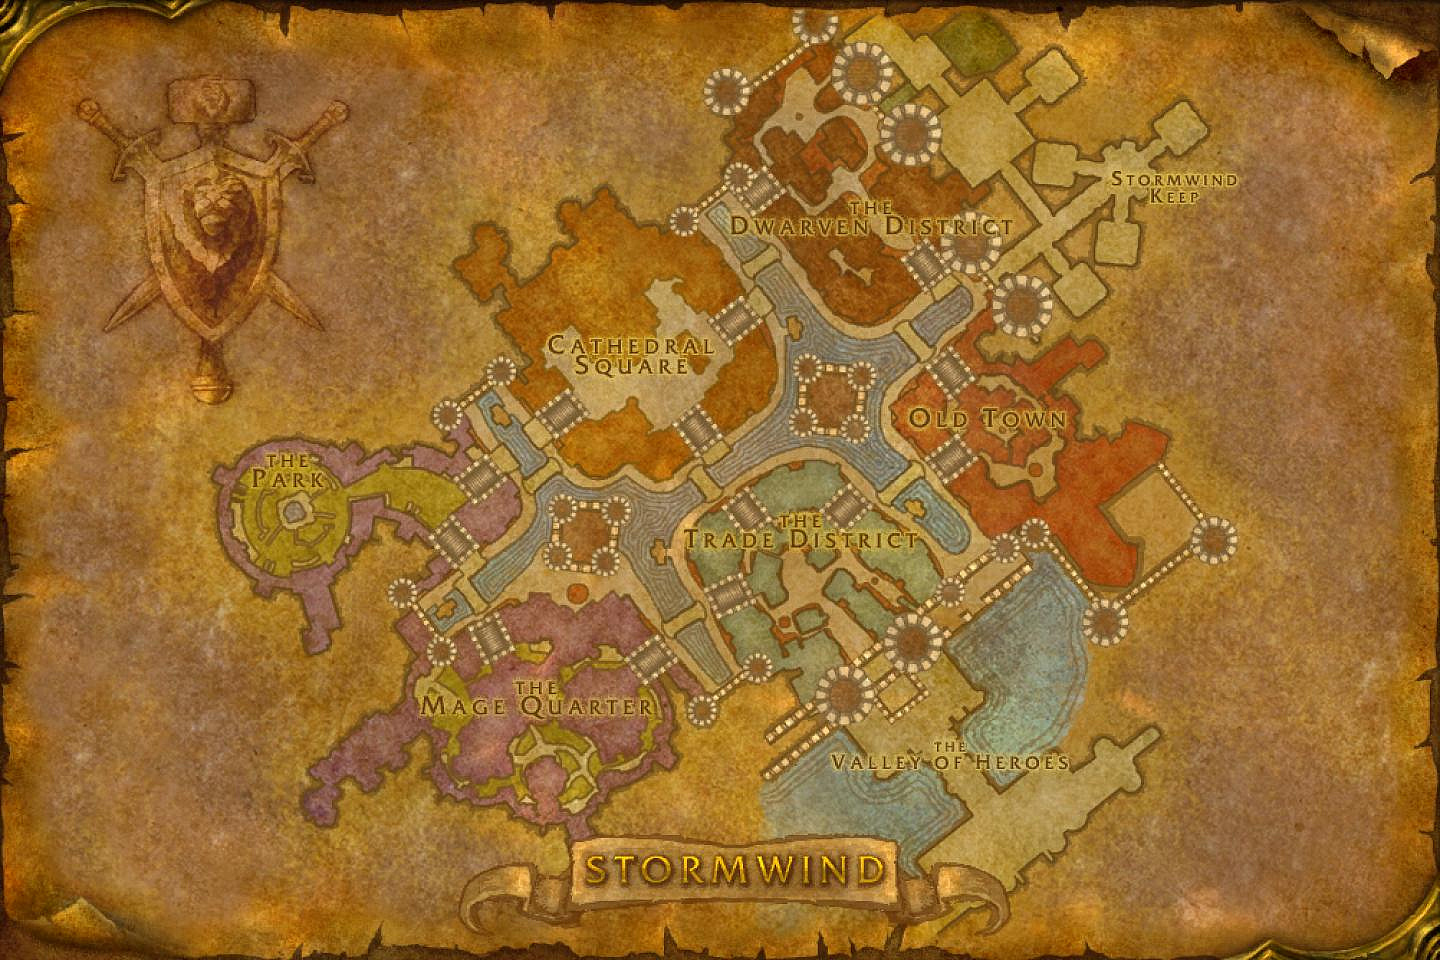 Stormwind
Keep
The
Dwarven District
Cathedral
Square
Old Town
The
Park
The
Trade District
The
Mage Quarter
The
Valley of Heroes
STORMWIND